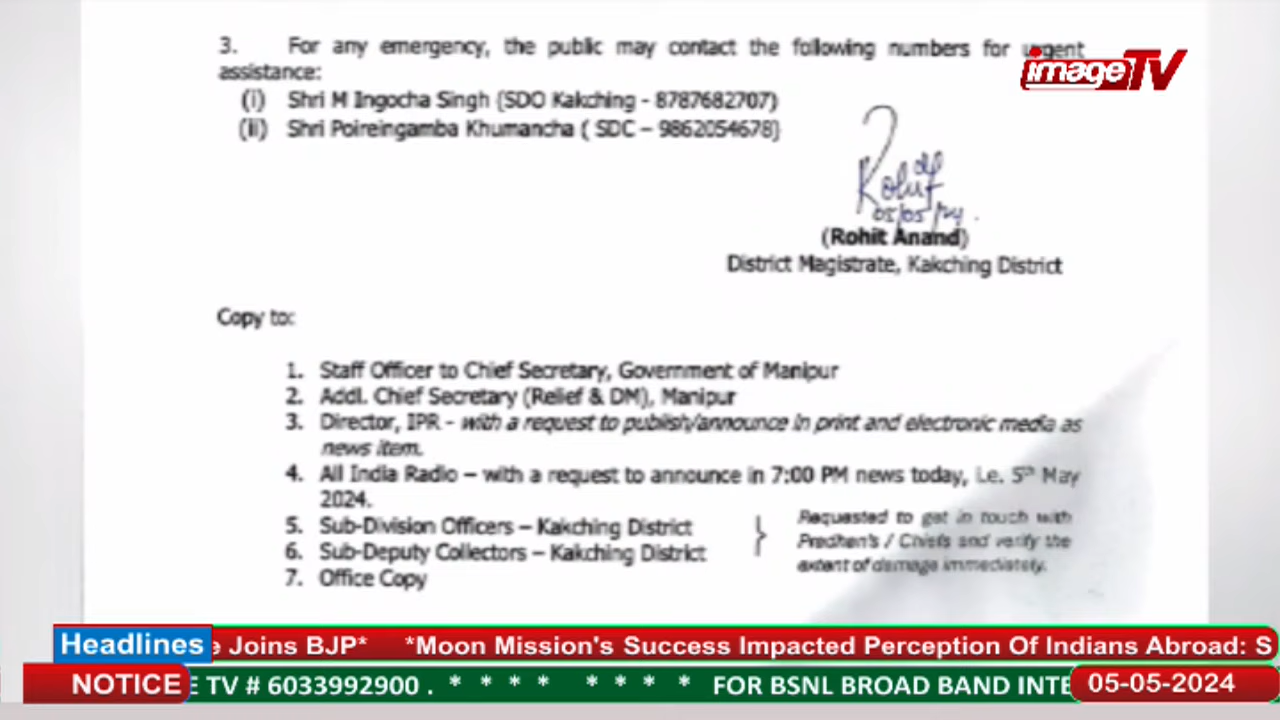 3. For any emergency, the public may contact the following numbers for urgent
assistance:
(i) Shri M Ingocha Singh (SDO Kakching - 8787682707)
(ii) Shri Poireingamba Khumancha ( SDC – 9862054678)
imageTV
05/05/24.
(Rohit Anand)
District Magistrate, Kakching District
Copy to:
1. Staff Officer to Chief Secretary, Government of Manipur
2. Addl. Chief Secretary (Relief & DM), Manipur
3. Director, IPR - with a request to publish/announce in print and electronic media as
news item.
4. All India Radio – with a request to announce in 7:00 PM news today, i.e. 5th May
2024.
5. Sub-Division Officers – Kakching District
6. Sub-Deputy Collectors – Kakching District
7. Office Copy
Requested to get in touch with
Predhen's / Chiefs and verify the
extent of damage immediately.
Headlines e Joins BJP* *Moon Mission's Success Impacted Perception Of Indians Abroad: S
NOTICE E TV # 6033992900 . * * * * * * * * FOR BSNL BROAD BAND INTE 05-05-2024